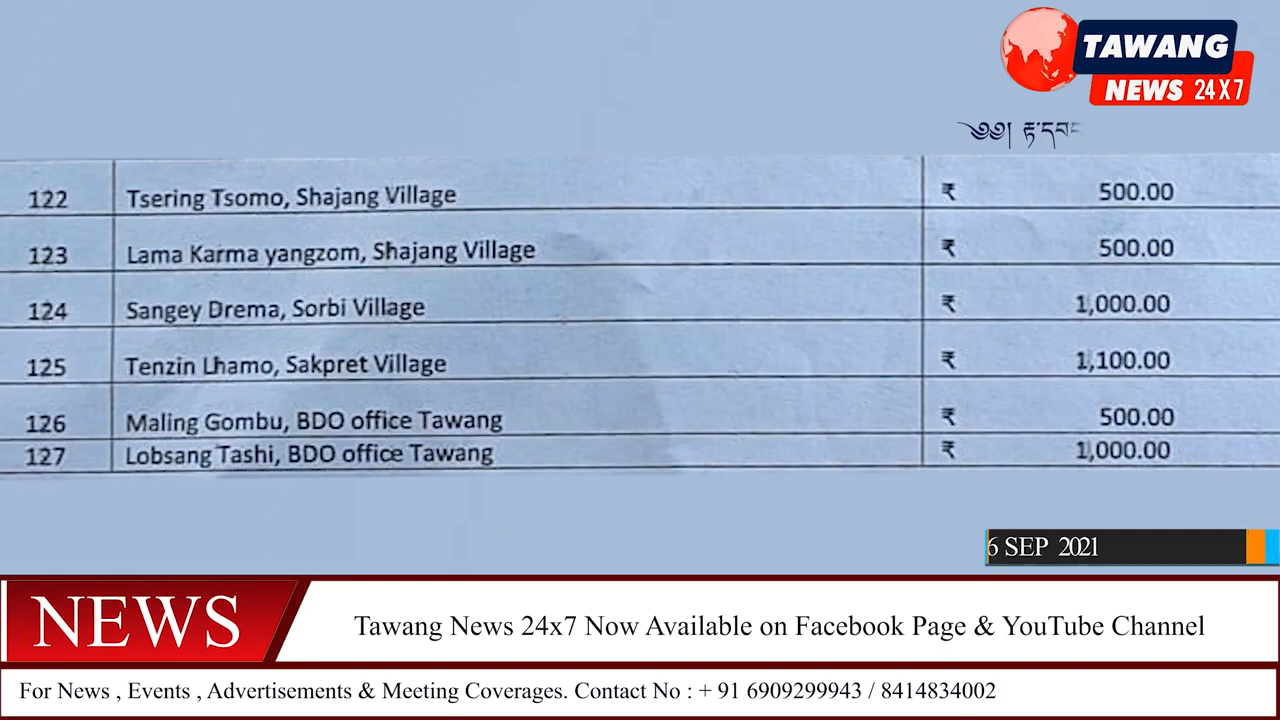 TAWANG
NEWS 24X7
༄༅། རྟ་དབང
122 Tsering Tsomo, Shajang Village ₹ 500.00
123 Lama Karma yangzom, Shajang Village ₹ 500.00
124 Sangey Drema, Sorbi Village ₹ 1,000.00
125 Tenzin Lhamo, Sakpret Village ₹ 1,100.00
126 Maling Gombu, BDO office Tawang ₹ 500.00
127 Lobsang Tashi, BDO office Tawang ₹ 1,000.00
6 SEP 2021
NEWS
Tawang News 24x7 Now Available on Facebook Page & YouTube Channel
For News , Events , Advertisements & Meeting Coverages. Contact No : + 91 6909299943 / 8414834002